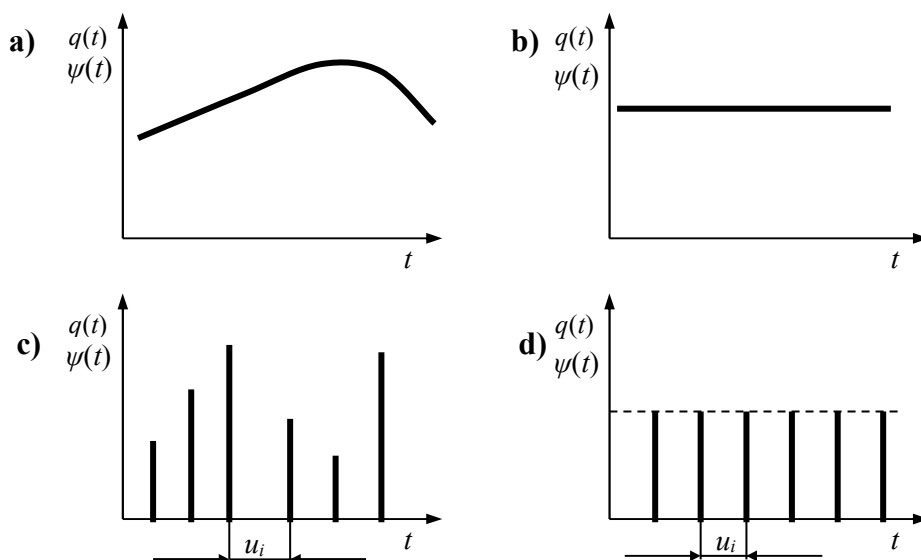 a) q(t)
ψ(t)
t
b) q(t)
ψ(t)
t
c) q(t)
ψ(t)
u_i
t
d) q(t)
ψ(t)
u_i
t